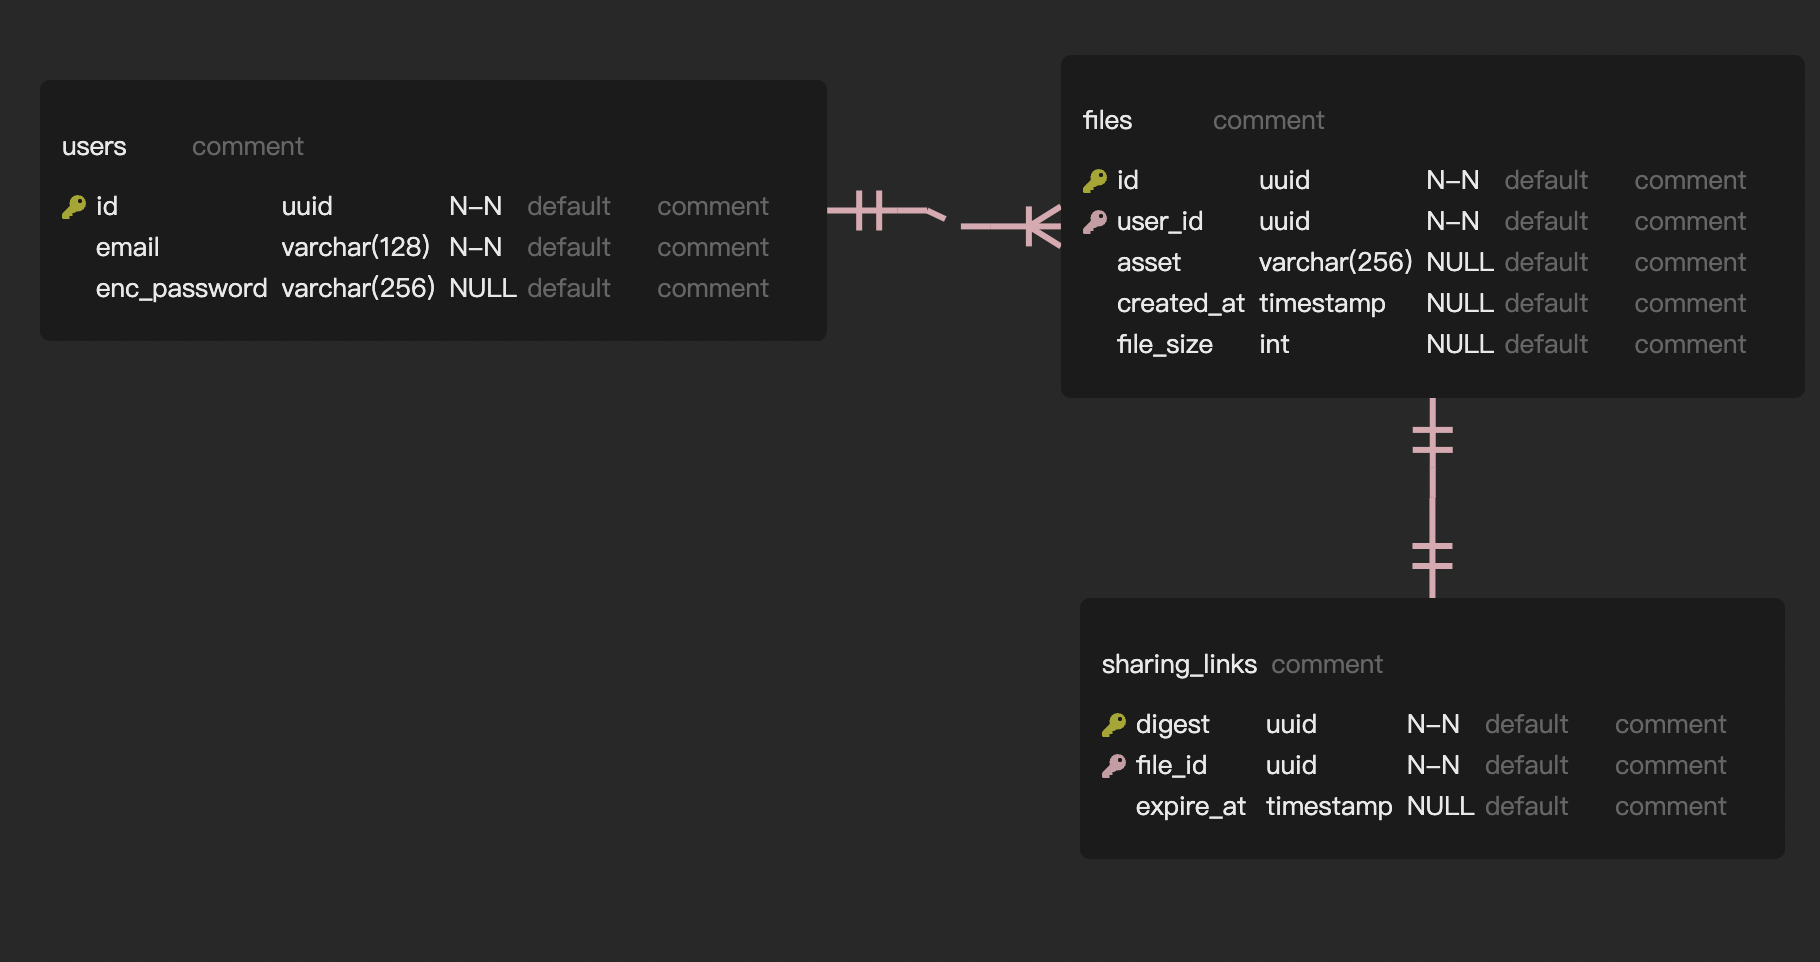 users comment
id uuid N-N default comment
email varchar(128) N-N default comment
enc_password varchar(256) NULL default comment
files comment
id uuid N-N default comment
user_id uuid N-N default comment
asset varchar(256) NULL default comment
created_at timestamp NULL default comment
file_size int NULL default comment
sharing_links comment
digest uuid N-N default comment
file_id uuid N-N default comment
expire_at timestamp NULL default comment